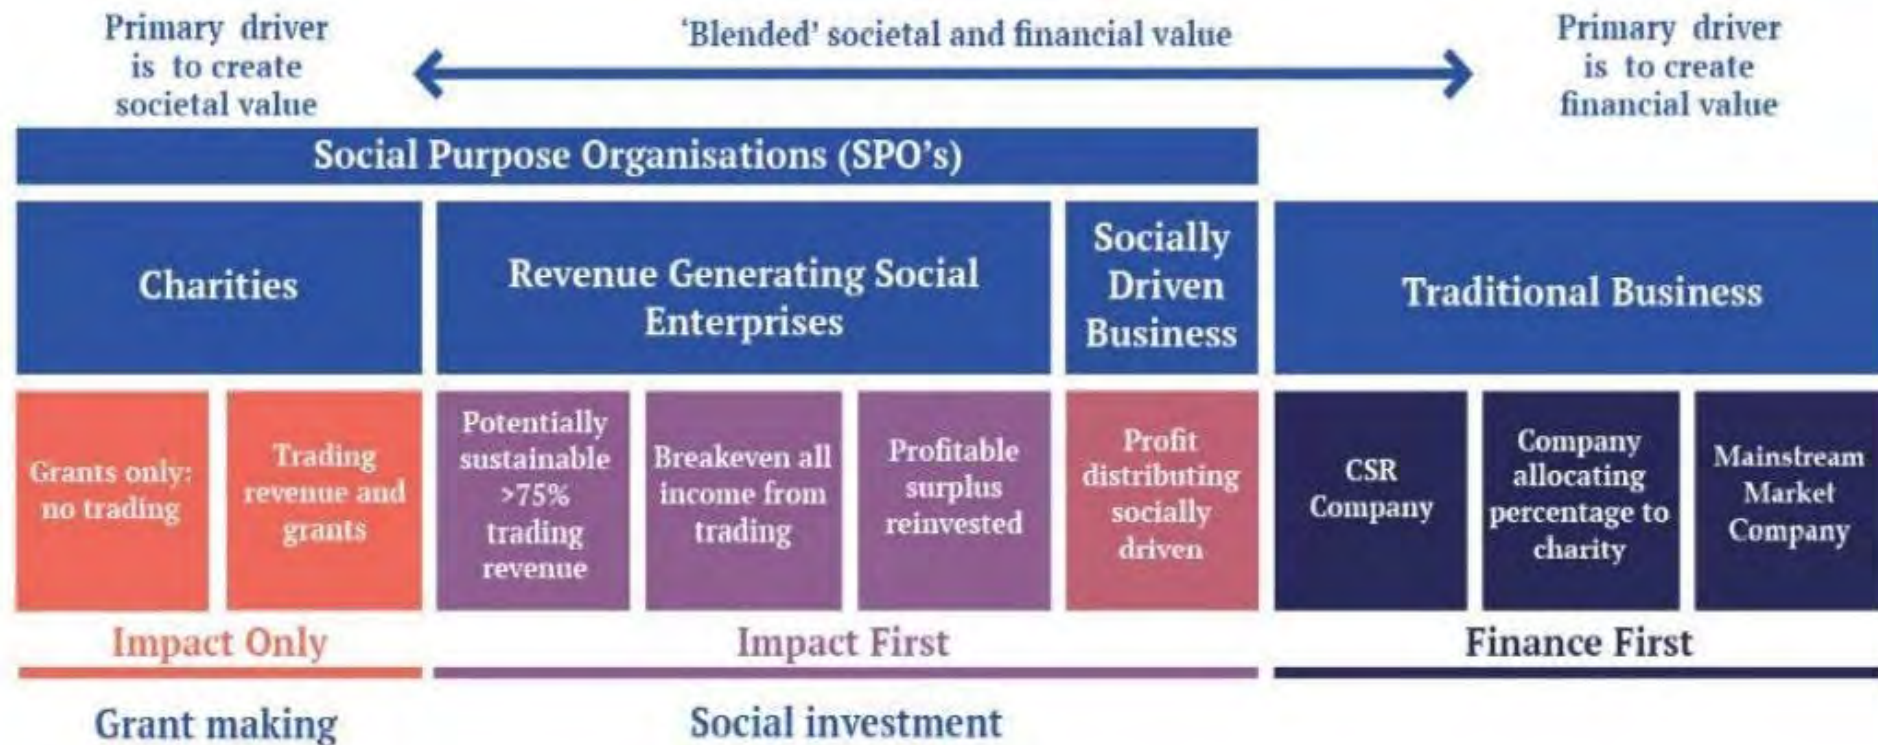 Primary driver
is to create
societal value
'Blended' societal and financial value
Primary driver
is to create
financial value
Social Purpose Organisations (SPO's)
Charities
Revenue Generating Social
Enterprises
Socially
Driven
Business
Traditional Business
Grants only:
no trading
Trading
revenue and
grants
Potentially
sustainable
>75%
trading
revenue
Breakeven all
income from
trading
Profitable
surplus
reinvested
Profit
distributing
socially
driven
CSR
Company
Company
allocating
percentage to
charity
Mainstream
Market
Company
Impact Only
Impact First
Finance First
Grant making
Social investment